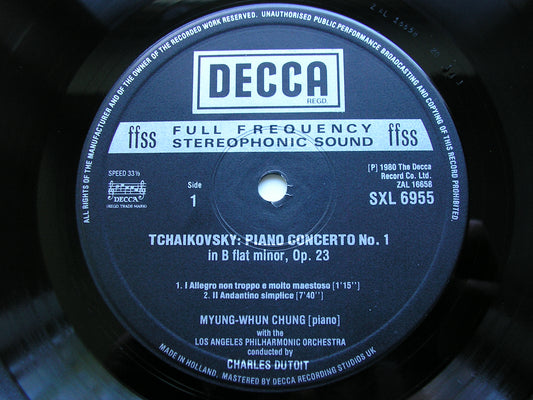 ALL RIGHTS OF THE MANUFACTURER AND OF THE OWNER OF THE RECORDED WORK RESERVED. UNAUTHORISED PUBLIC PERFORMANCE BROADCASTING AND COPYING OF THIS RECORD PROHIBITED.
DECCA
REGD.
ffss FULL FREQUENCY STEREOPHONIC SOUND ffss
SPEED 33⅓
DECCA
(REGD. TRADE MARK)
Side
1
[P] 1980 The Decca
Record Co. Ltd.
ZAL 16658
SXL 6955
TCHAIKOVSKY: PIANO CONCERTO No. 1
in B flat minor, Op. 23
1. I Allegro non troppo e molto maestoso [1'15'']
2. II Andantino simplice [7'40'']
MYUNG-WHUN CHUNG [piano]
with the
LOS ANGELES PHILHARMONIC ORCHESTRA
conducted by
CHARLES DUTOIT
MADE IN HOLLAND. MASTERED BY DECCA RECORDING STUDIOS UK